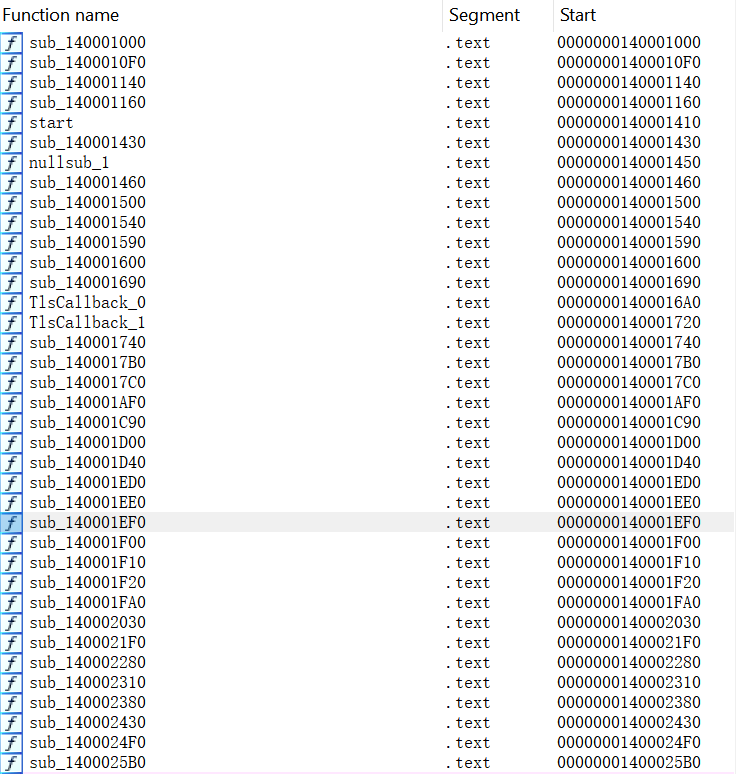 Function name Segment Start
f sub_140001000 .text 0000000140001000
f sub_1400010F0 .text 00000001400010F0
f sub_140001140 .text 0000000140001140
f sub_140001160 .text 0000000140001160
f start .text 0000000140001410
f sub_140001430 .text 0000000140001430
f nullsub_1 .text 0000000140001450
f sub_140001460 .text 0000000140001460
f sub_140001500 .text 0000000140001500
f sub_140001540 .text 0000000140001540
f sub_140001590 .text 0000000140001590
f sub_140001600 .text 0000000140001600
f sub_140001690 .text 0000000140001690
f TlsCallback_0 .text 00000001400016A0
f TlsCallback_1 .text 0000000140001720
f sub_140001740 .text 0000000140001740
f sub_1400017B0 .text 00000001400017B0
f sub_1400017C0 .text 00000001400017C0
f sub_140001AF0 .text 0000000140001AF0
f sub_140001C90 .text 0000000140001C90
f sub_140001D00 .text 0000000140001D00
f sub_140001D40 .text 0000000140001D40
f sub_140001ED0 .text 0000000140001ED0
f sub_140001EE0 .text 0000000140001EE0
f sub_140001EF0 .text 0000000140001EF0
f sub_140001F00 .text 0000000140001F00
f sub_140001F10 .text 0000000140001F10
f sub_140001F20 .text 0000000140001F20
f sub_140001FA0 .text 0000000140001FA0
f sub_140002030 .text 0000000140002030
f sub_1400021F0 .text 00000001400021F0
f sub_140002280 .text 0000000140002280
f sub_140002310 .text 0000000140002310
f sub_140002380 .text 0000000140002380
f sub_140002430 .text 0000000140002430
f sub_1400024F0 .text 00000001400024F0
f sub_1400025B0 .text 00000001400025B0